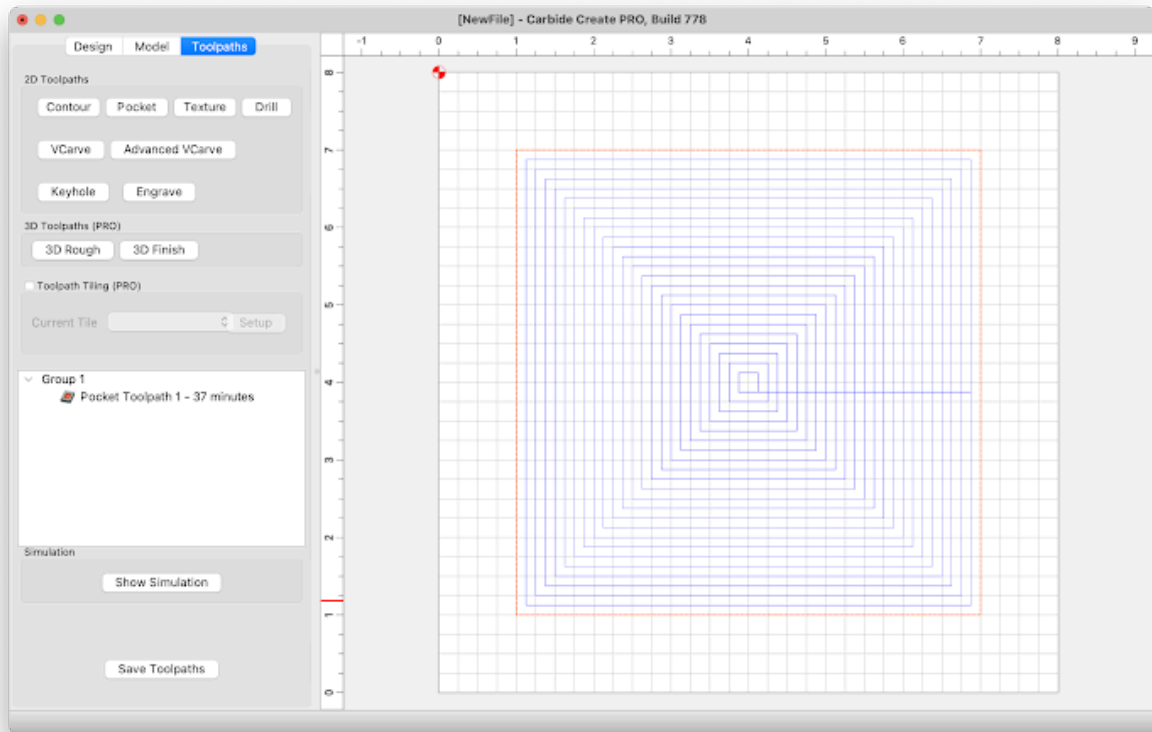 [NewFile] - Carbide Create PRO, Build 778
Design Model Toolpaths
2D Toolpaths
Contour Pocket Texture Drill
VCarve Advanced VCarve
Keyhole Engrave
3D Toolpaths (PRO)
3D Rough 3D Finish
Toolpath Tiling (PRO)
Current Tile Setup
Group 1
Pocket Toolpath 1 - 37 minutes
Simulation
Show Simulation
Save Toolpaths
-1 0 1 2 3 4 5 6 7 8 9
8
7
6
5
4
3
2
1
0